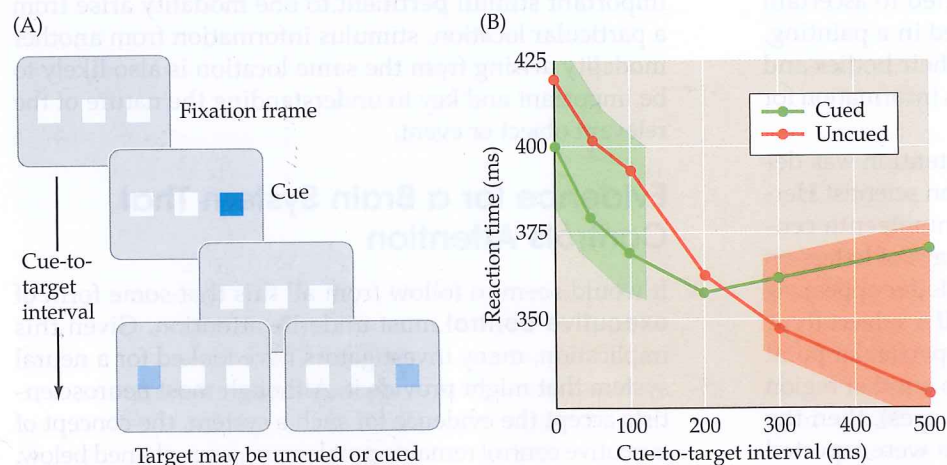 (A)
Fixation frame
Cue
Cue-to-
target
interval
Target may be uncued or cued
(B)
425
400
375
350
Reaction time (ms)
Cued
Uncued
0
100
200
300
400
500
Cue-to-target interval (ms)